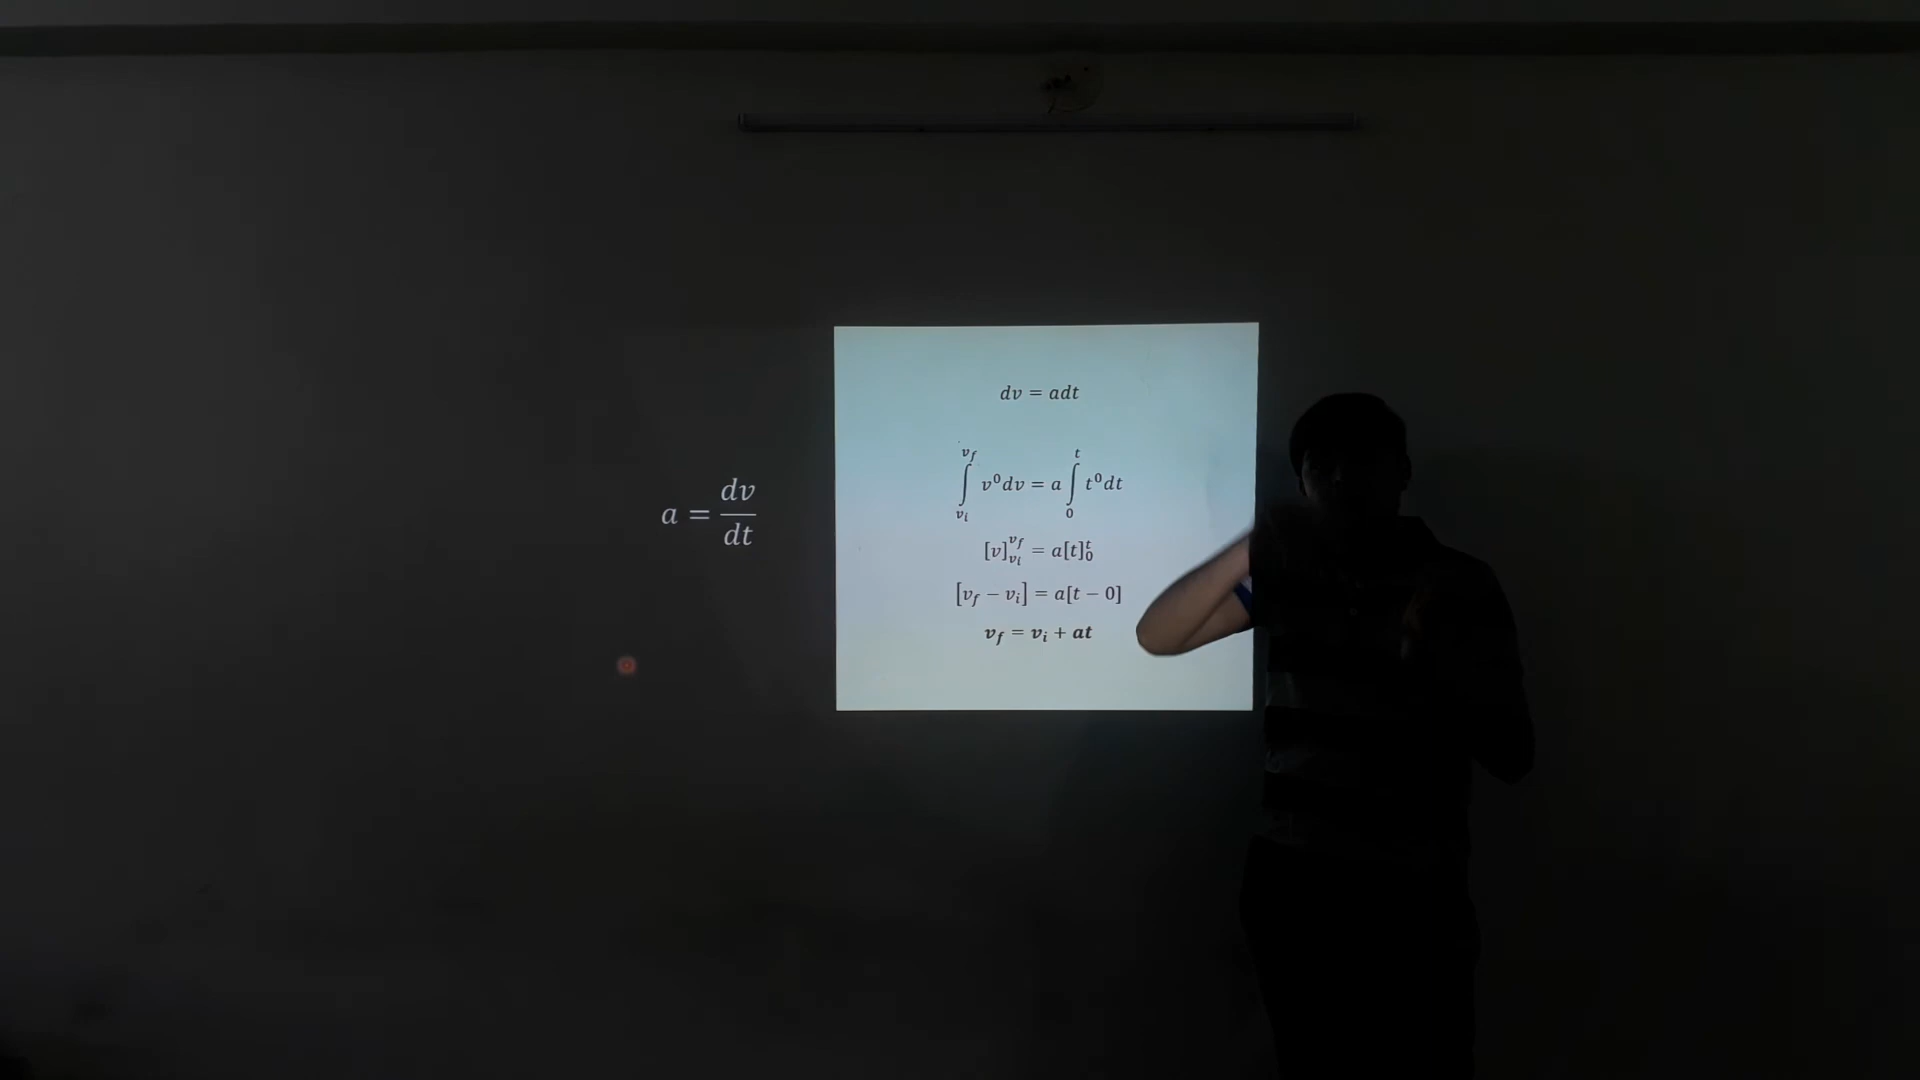 a = dv/dt
dv = adt
∫_{v_i}^{v_f} v⁰dv = a ∫_0^t t⁰dt
[v]_{v_i}^{v_f} = a[t]_0^t
[v_f − v_i] = a[t − 0]
v_f = v_i + at